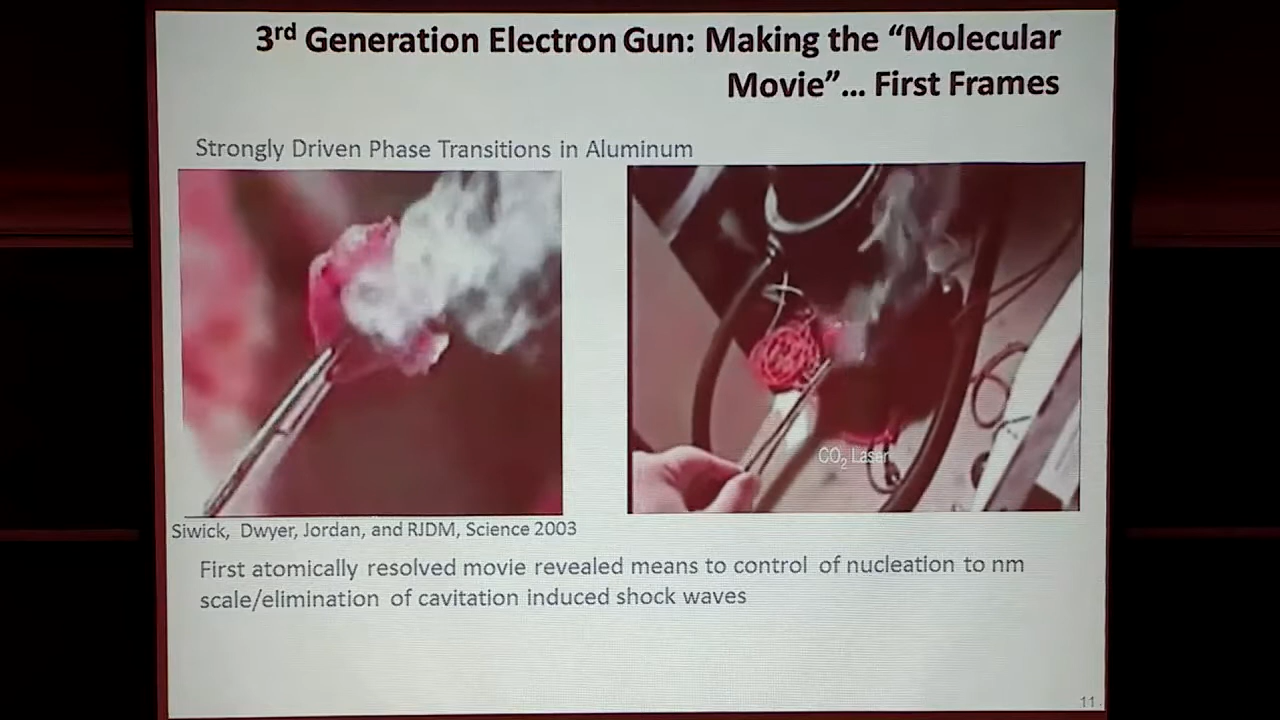 3rd Generation Electron Gun: Making the “Molecular
Movie”... First Frames
Strongly Driven Phase Transitions in Aluminum
CO2 Laser
Siwick, Dwyer, Jordan, and RJDM, Science 2003
First atomically resolved movie revealed means to control of nucleation to nm
scale/elimination of cavitation induced shock waves
11